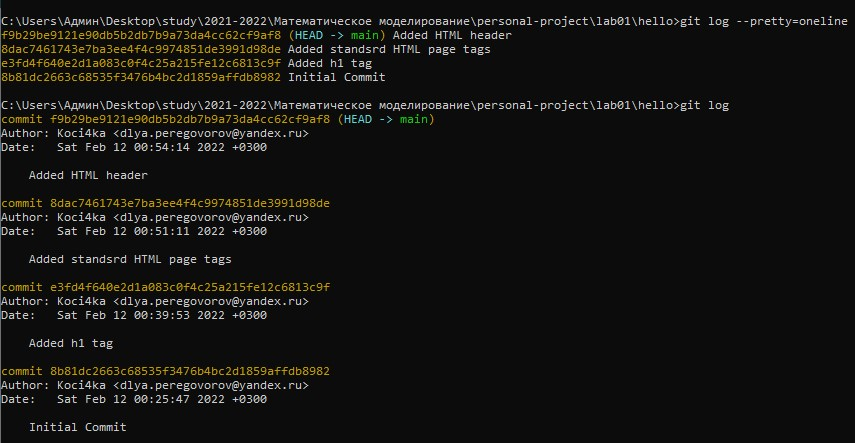 C:\Users\Админ\Desktop\study\2021-2022\Математическое моделирование\personal-project\lab01\hello>git log --pretty=oneline
f9b29be9121e90db5b2db7b9a73da4cc62cf9af8 (HEAD -> main) Added HTML header
8dac7461743e7ba3ee4f4c9974851de3991d98de Added standsrd HTML page tags
e3fd4f640e2d1a083c0f4c25a215fe12c6813c9f Added h1 tag
8b81dc2663c68535f3476b4bc2d1859affdb8982 Initial Commit
C:\Users\Админ\Desktop\study\2021-2022\Математическое моделирование\personal-project\lab01\hello>git log
commit f9b29be9121e90db5b2db7b9a73da4cc62cf9af8 (HEAD -> main)
Author: Koci4ka <dlya.peregovorov@yandex.ru>
Date:   Sat Feb 12 00:54:14 2022 +0300
Added HTML header
commit 8dac7461743e7ba3ee4f4c9974851de3991d98de
Author: Koci4ka <dlya.peregovorov@yandex.ru>
Date:   Sat Feb 12 00:51:11 2022 +0300
Added standsrd HTML page tags
commit e3fd4f640e2d1a083c0f4c25a215fe12c6813c9f
Author: Koci4ka <dlya.peregovorov@yandex.ru>
Date:   Sat Feb 12 00:39:53 2022 +0300
Added h1 tag
commit 8b81dc2663c68535f3476b4bc2d1859affdb8982
Author: Koci4ka <dlya.peregovorov@yandex.ru>
Date:   Sat Feb 12 00:25:47 2022 +0300
Initial Commit